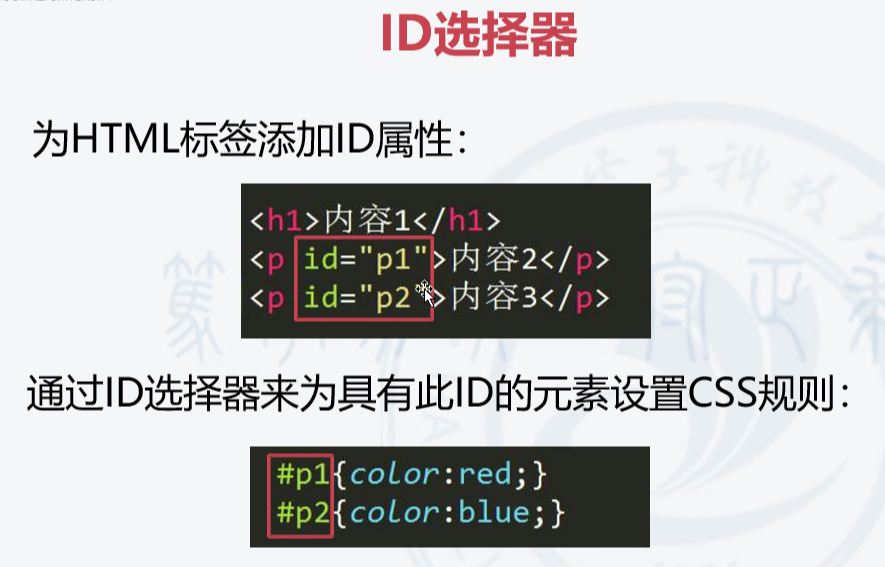 ID选择器
为HTML标签添加ID属性：
<h1>内容1</h1>
<p id="p1">内容2</p>
<p id="p2">内容3</p>
通过ID选择器来为具有此ID的元素设置CSS规则：
#p1{color:red;}
#p2{color:blue;}